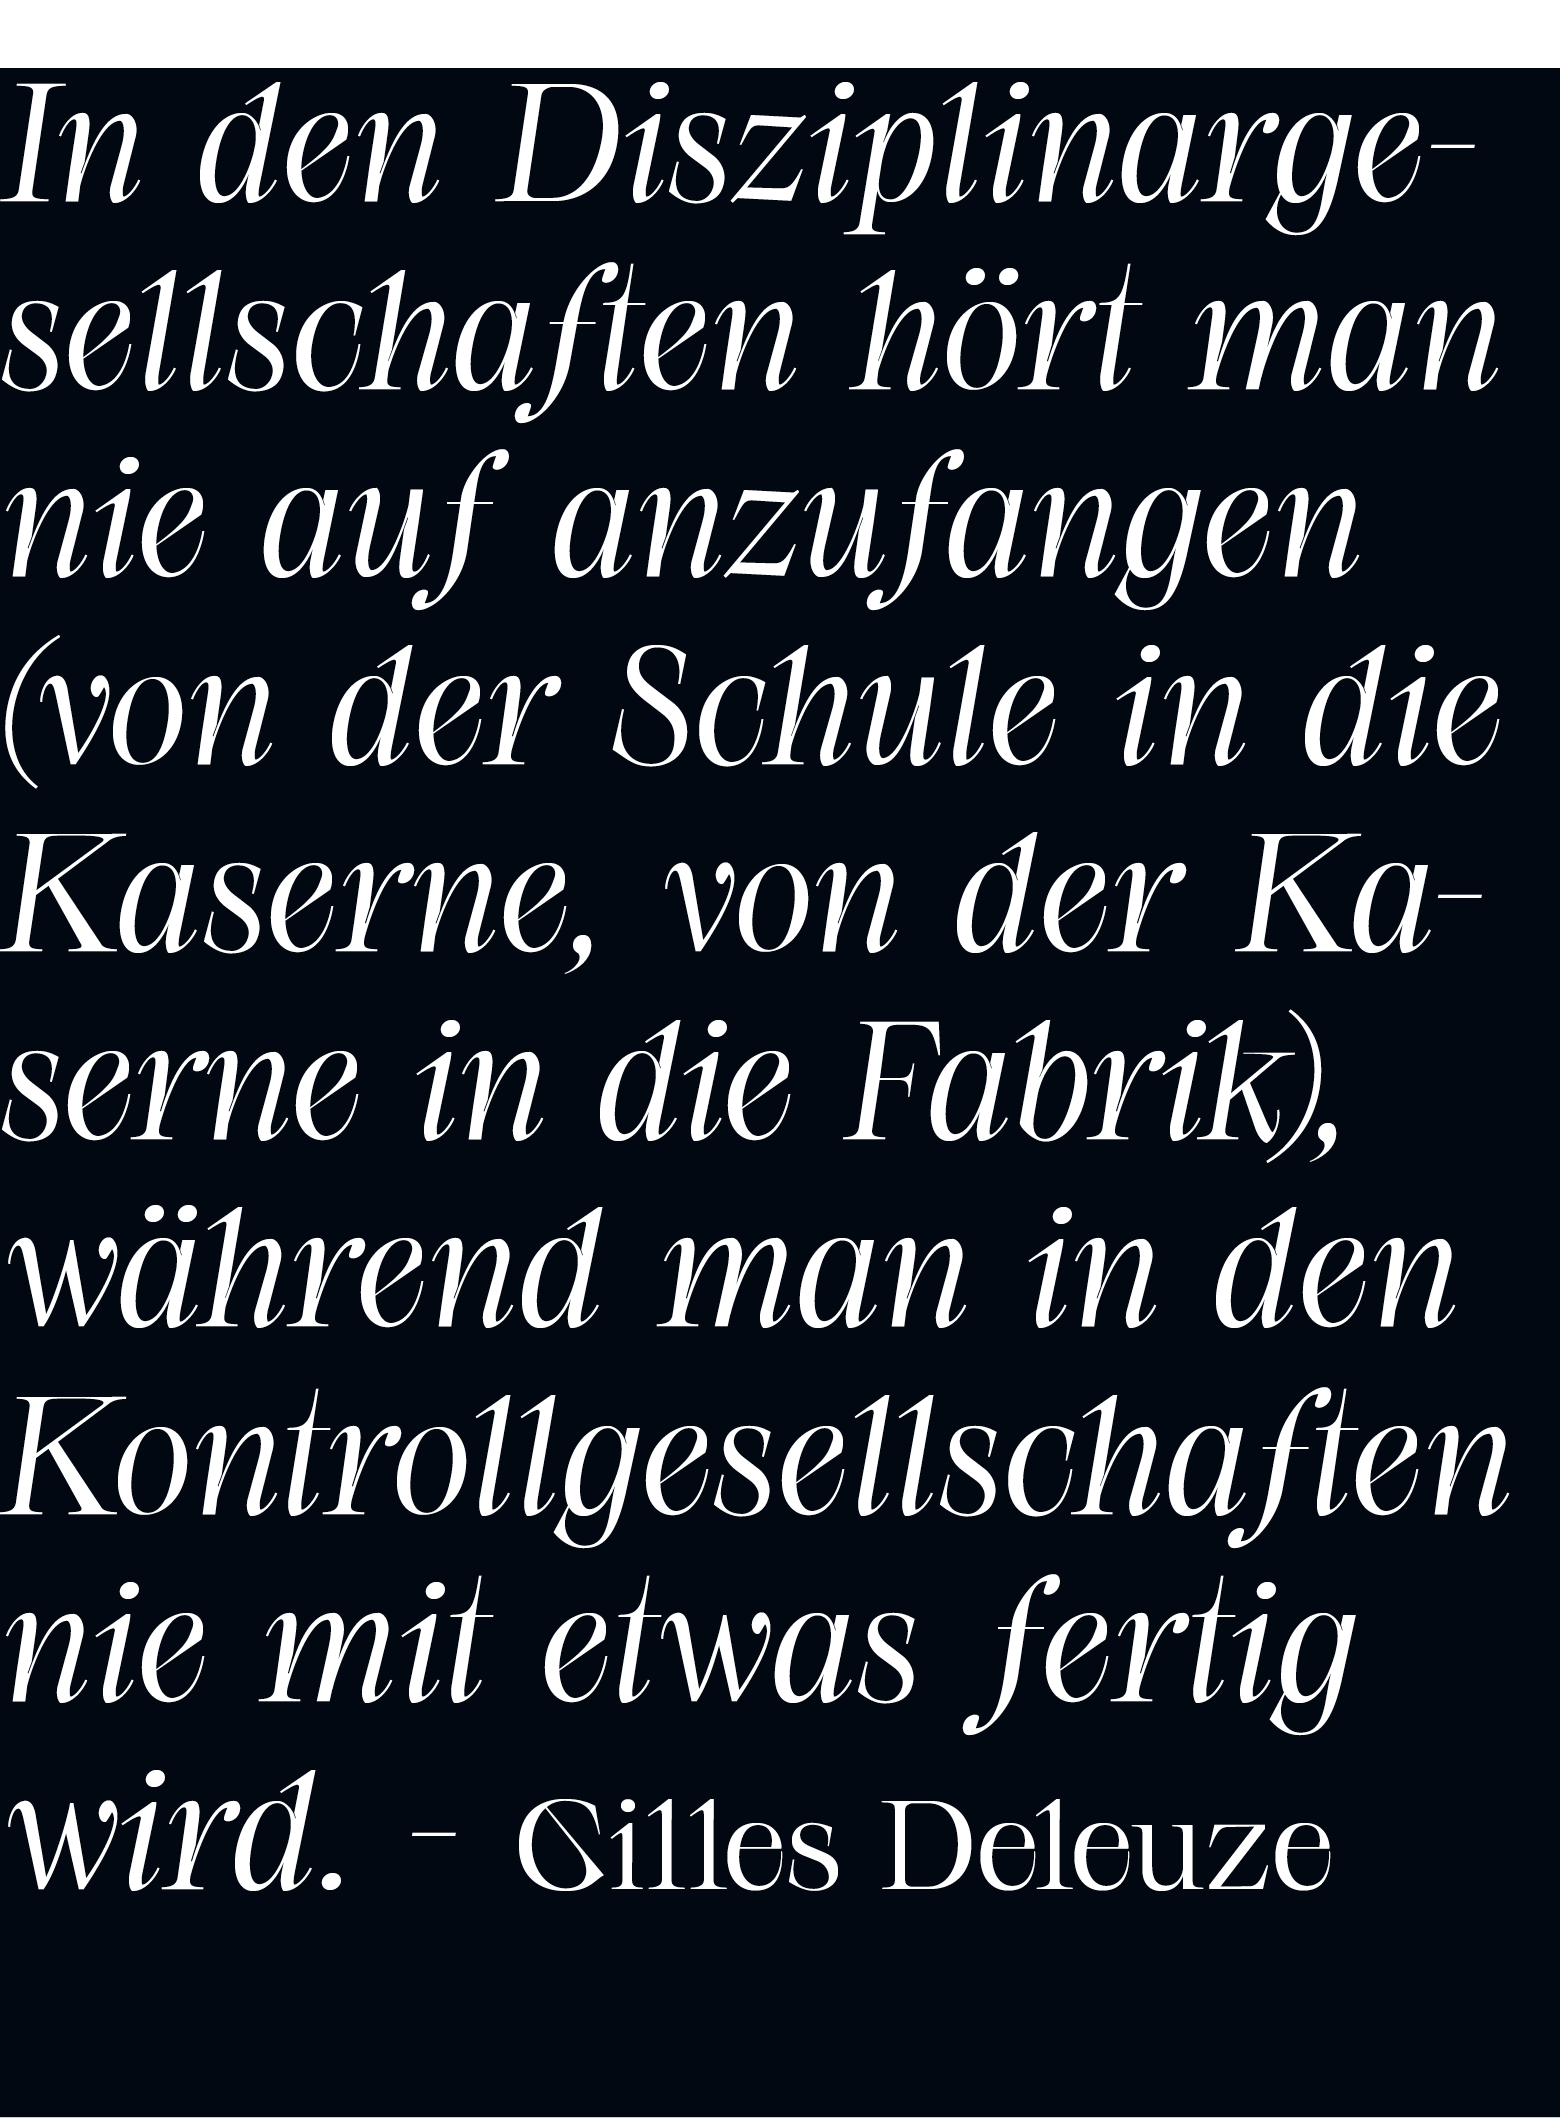 In den Disziplinarge-
sellschaften hört man
nie auf anzufangen
(von der Schule in die
Kaserne, von der Ka-
serne in die Fabrik),
während man in den
Kontrollgesellschaften
nie mit etwas fertig
wird. - Gilles Deleuze